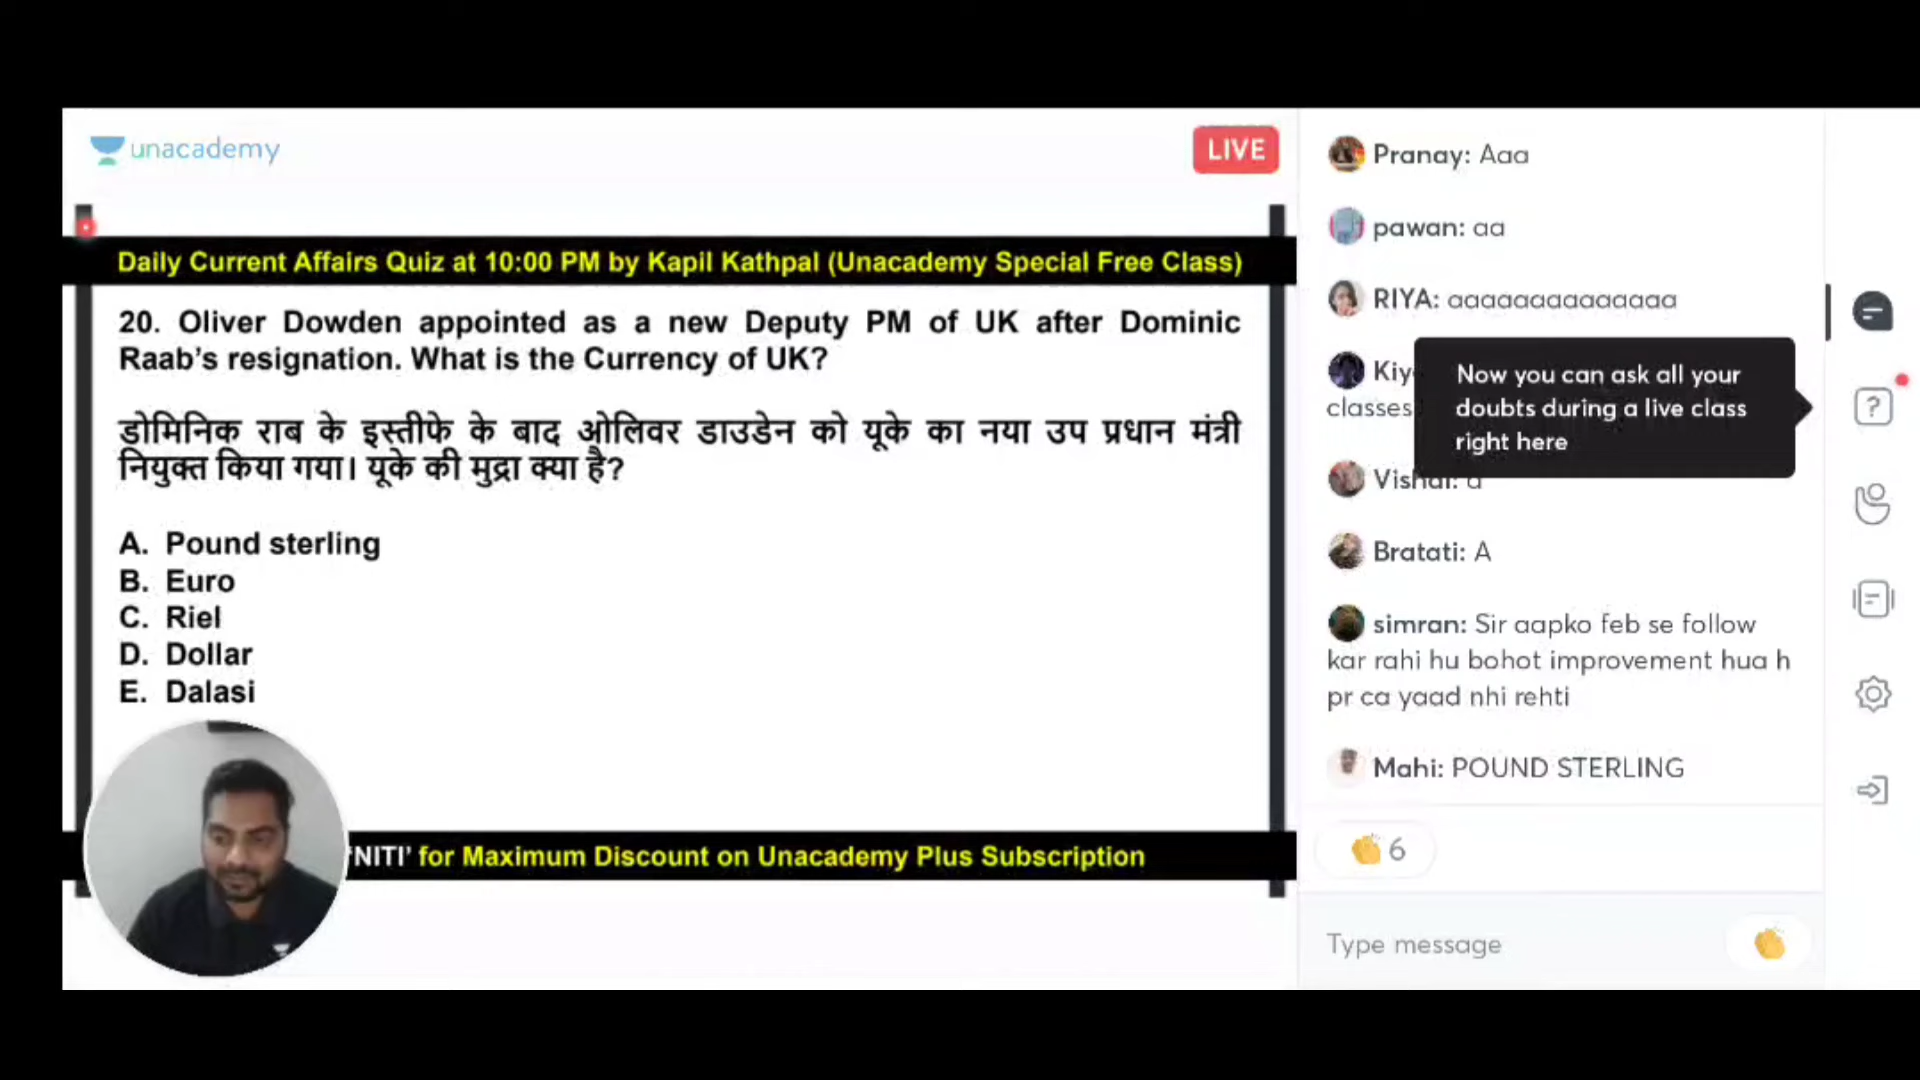 unacademy
LIVE
Daily Current Affairs Quiz at 10:00 PM by Kapil Kathpal (Unacademy Special Free Class)
20. Oliver Dowden appointed as a new Deputy PM of UK after Dominic
Raab's resignation. What is the Currency of UK?
डोमिनिक राब के इस्तीफे के बाद ओलिवर डाउडेन को यूके का नया उप प्रधान मंत्री
नियुक्त किया गया। यूके की मुद्रा क्या है?
A. Pound sterling
B. Euro
C. Riel
D. Dollar
E. Dalasi
'NITI' for Maximum Discount on Unacademy Plus Subscription
Pranay: Aaa
pawan: aa
RIYA: aaaaaaaaaaaaaa
Kiy
classes
Now you can ask all your
doubts during a live class
right here
Vishal: a
Bratati: A
simran: Sir aapko feb se follow
kar rahi hu bohot improvement hua h
pr ca yaad nhi rehti
Mahi: POUND STERLING
6
Type message